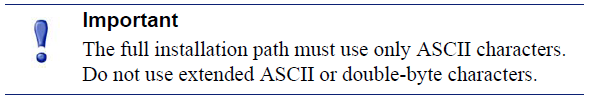 Important
The full installation path must use only ASCII characters.
Do not use extended ASCII or double-byte characters.